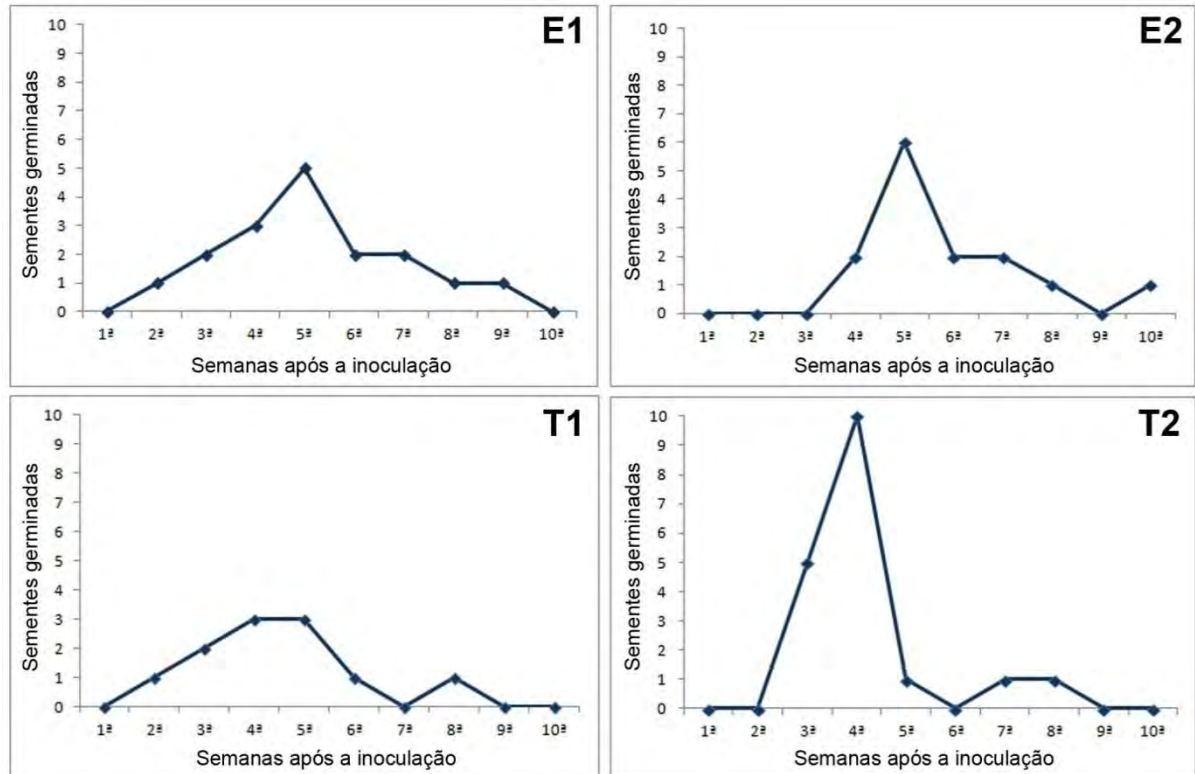 E1
Sementes germinadas
10
9
8
7
6
5
4
3
2
1
0
1ª 2ª 3ª 4ª 5ª 6ª 7ª 8ª 9ª 10ª
Semanas após a inoculação
E2
Sementes germinadas
10
9
8
7
6
5
4
3
2
1
0
1ª 2ª 3ª 4ª 5ª 6ª 7ª 8ª 9ª 10ª
Semanas após a inoculação
T1
Sementes germinadas
10
9
8
7
6
5
4
3
2
1
0
1ª 2ª 3ª 4ª 5ª 6ª 7ª 8ª 9ª 10ª
Semanas após a inoculação
T2
Sementes germinadas
10
9
8
7
6
5
4
3
2
1
0
1ª 2ª 3ª 4ª 5ª 6ª 7ª 8ª 9ª 10ª
Semanas após a inoculação